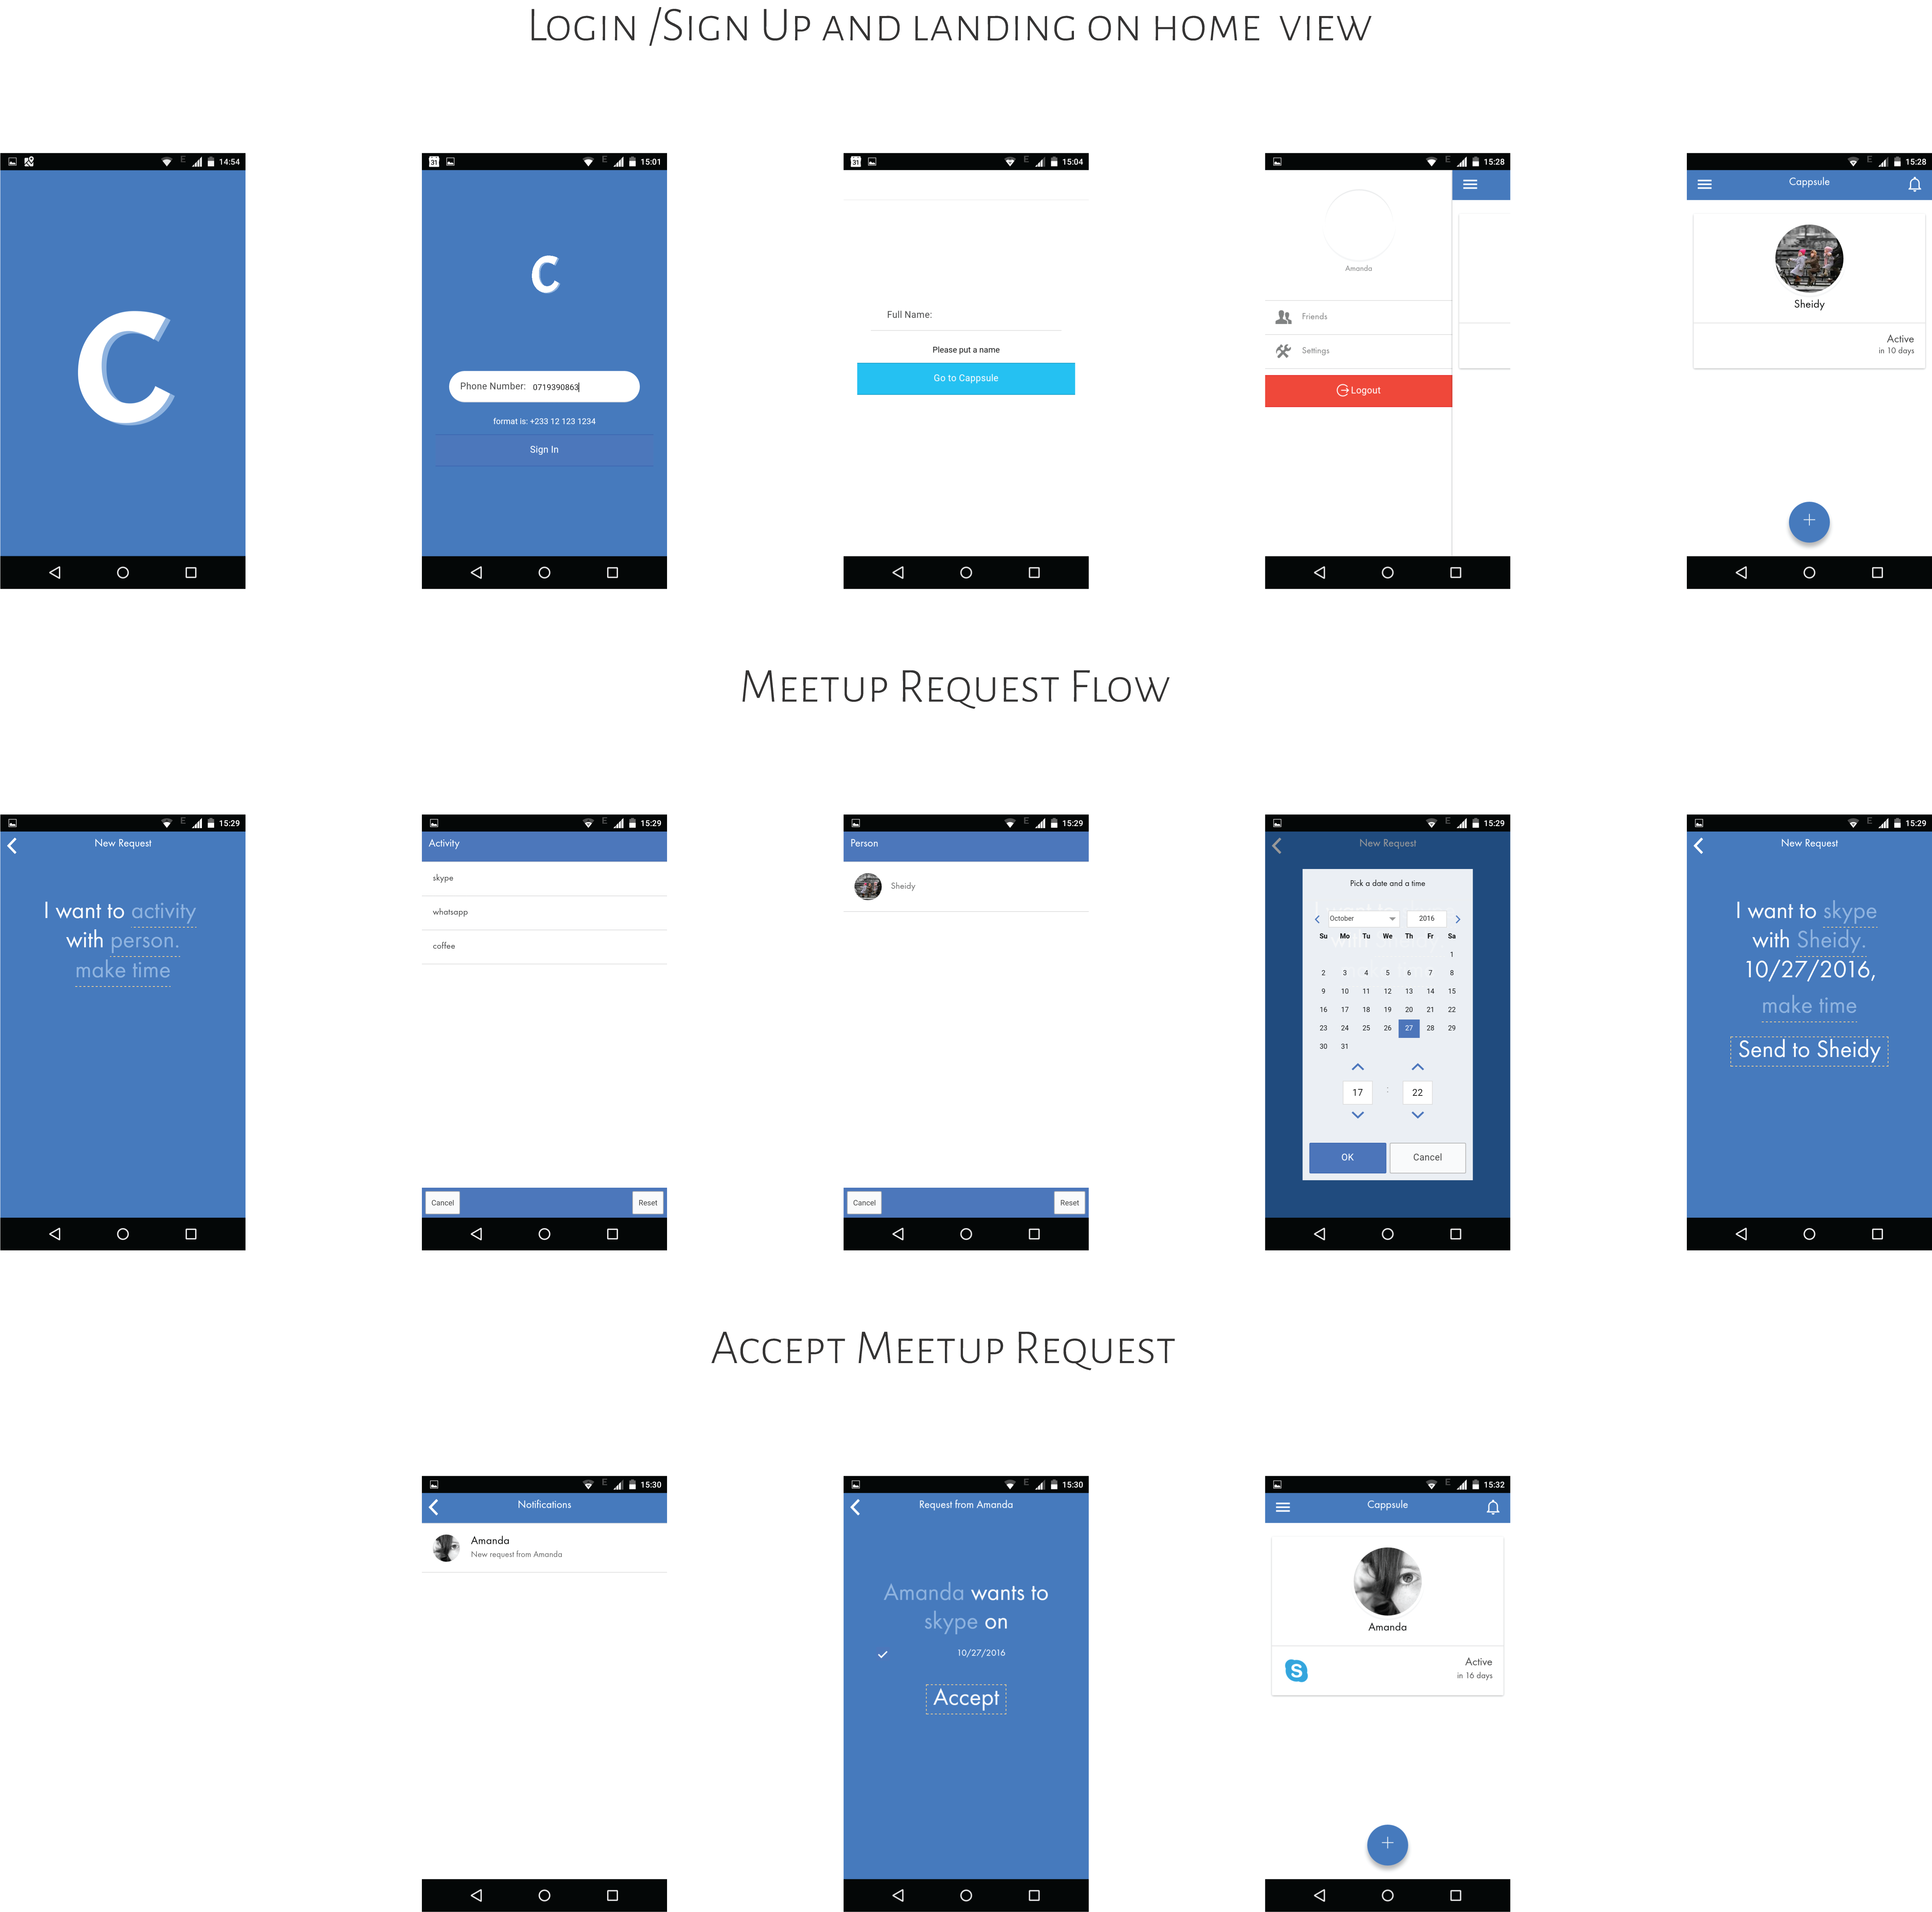 Login /Sign Up and landing on home view
14:54
C
31
15:01
C
Phone Number: 0719390863
format is: +233 12 123 1234
Sign In
31
15:04
Full Name:
Please put a name
Go to Cappsule
E 15:28
Amanda
Friends
Settings
Logout
E 15:28
Cappsule
Sheidy
Active
in 10 days
+
Meetup Request Flow
E 15:29
New Request
I want to activity
with person.
make time
E 15:29
Activity
skype
whatsapp
coffee
Cancel Reset
E 15:29
Person
Sheidy
Cancel Reset
E 15:29
New Request
Pick a date and a time
October 2016
Su Mo Tu We Th Fr Sa
1
2 3 4 5 6 7 8
9 10 11 12 13 14 15
16 17 18 19 20 21 22
23 24 25 26 27 28 29
30 31
17 : 22
OK Cancel
E 15:29
New Request
I want to skype
with Sheidy.
10/27/2016,
make time
Send to Sheidy
Accept Meetup Request
E 15:30
Notifications
Amanda
New request from Amanda
E 15:30
Request from Amanda
Amanda wants to
skype on
10/27/2016
Accept
E 15:32
Cappsule
Amanda
S
Active
in 16 days
+